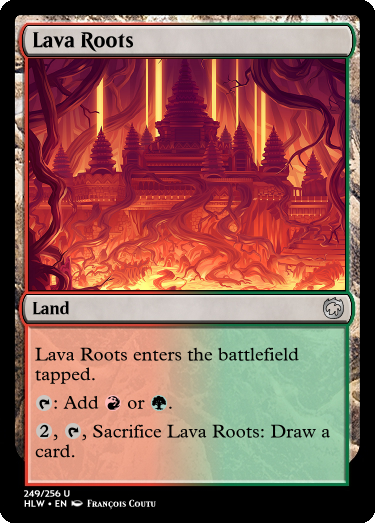 Lava Roots
Land
Lava Roots enters the battlefield
tapped.
: Add or .
2, , Sacrifice Lava Roots: Draw a
card.
249/256 U
HLW • EN François Coutu